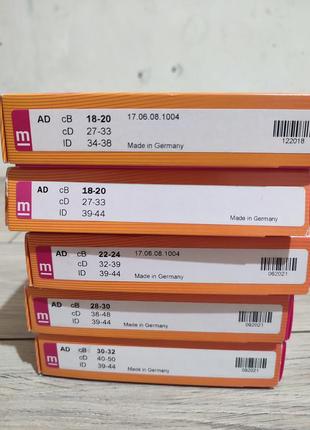 m AD cB 18-20 17.06.08.1004
cD 27-33
ID 34-38 Made in Germany 122018
m AD cB 18-20
cD 27-33
ID 39-44 Made in Germany
m AD cB 22-24 17.06.08.1004
cD 32-39
ID 39-44 Made in Germany 062021
m AD cB 28-30
cD 38-48
ID 39-44 Made in Germany 092021
m AD cB 30-32
cD 40-50
ID 39-44 Made in Germany 092021